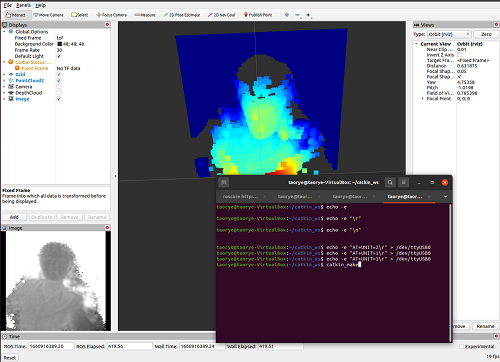 File Panels Help
Interact Move Camera Select Focus Camera Measure 2D Pose Estimate 2D Nav Goal Publish Point
Displays
Global Options
Fixed Frame tof
Background Color 48; 48; 48
Frame Rate 30
Default Light
Global Status:
Fixed Frame No TF data
Grid
PointCloud2
Camera
DepthCloud
Image
Fixed Frame
Frame into which all data is transformed before being displayed.
Add Duplicate Remove Rename
Image
Views
Type: Orbit (rviz) Zero
Current View Orbit (rviz)
Near Clip ... 0.01
Invert Z Axis
Target Fra... <Fixed Frame>
Distance 0.631875
Focal Shap... 0.05
Focal Shap...
Yaw 4.75358
Pitch -1.0198
Field of Vi... 0.785398
Focal Point 0; 0; 0
taorye@taorye-VirtualBox: ~/catkin_ws
roscore http... taorye@taor... taorye@taor... taorye@taor...
taorye@taorye-VirtualBox:~/catkin_ws$ echo -e
taorye@taorye-VirtualBox:~/catkin_ws$ echo -e "\r"
taorye@taorye-VirtualBox:~/catkin_ws$ echo -e "\n"
taorye@taorye-VirtualBox:~/catkin_ws$ echo -e "AT+UNIT=2\r" > /dev/ttyUSB0
taorye@taorye-VirtualBox:~/catkin_ws$ echo -e "AT+UNIT=1\r" > /dev/ttyUSB0
taorye@taorye-VirtualBox:~/catkin_ws$ echo -e "AT+UNIT=3\r" > /dev/ttyUSB0
taorye@taorye-VirtualBox:~/catkin_ws$ catkin_make
Rename
Time
ROS Time: 1660916389.20 ROS Elapsed: 419.56 Wall Time: 1660916389.24 Wall Elapsed: 419.51 Experimental
Reset 19 fps